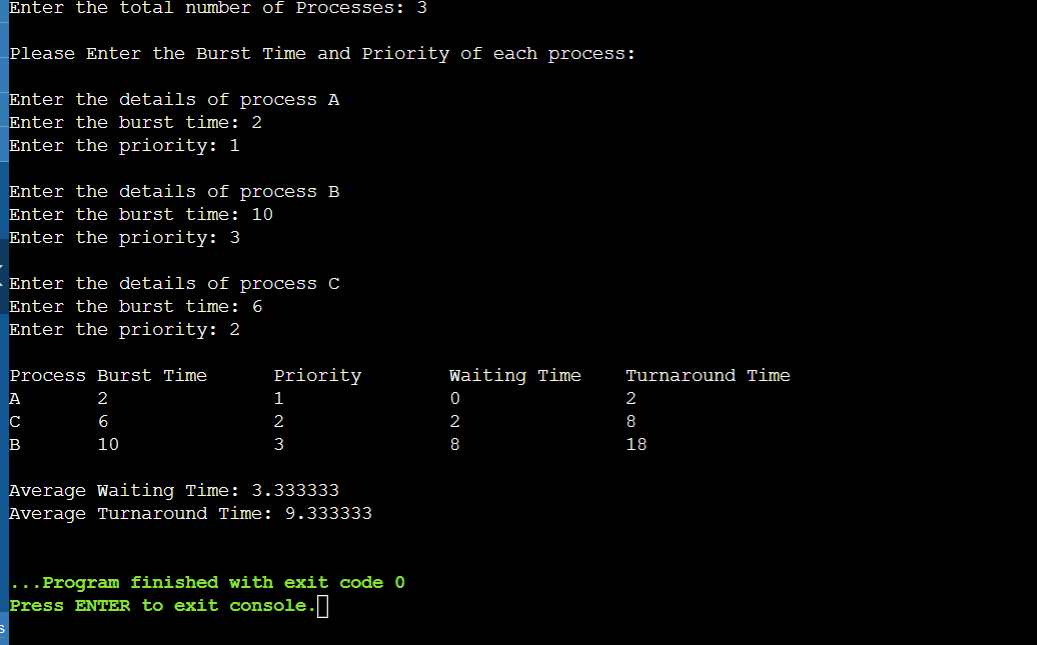 Enter the total number of Processes: 3
Please Enter the Burst Time and Priority of each process:
Enter the details of process A
Enter the burst time: 2
Enter the priority: 1
Enter the details of process B
Enter the burst time: 10
Enter the priority: 3
Enter the details of process C
Enter the burst time: 6
Enter the priority: 2
Process Burst Time Priority Waiting Time Turnaround Time
A 2 1 0 2
C 6 2 2 8
B 10 3 8 18
Average Waiting Time: 3.333333
Average Turnaround Time: 9.333333
...Program finished with exit code 0
Press ENTER to exit console.
s